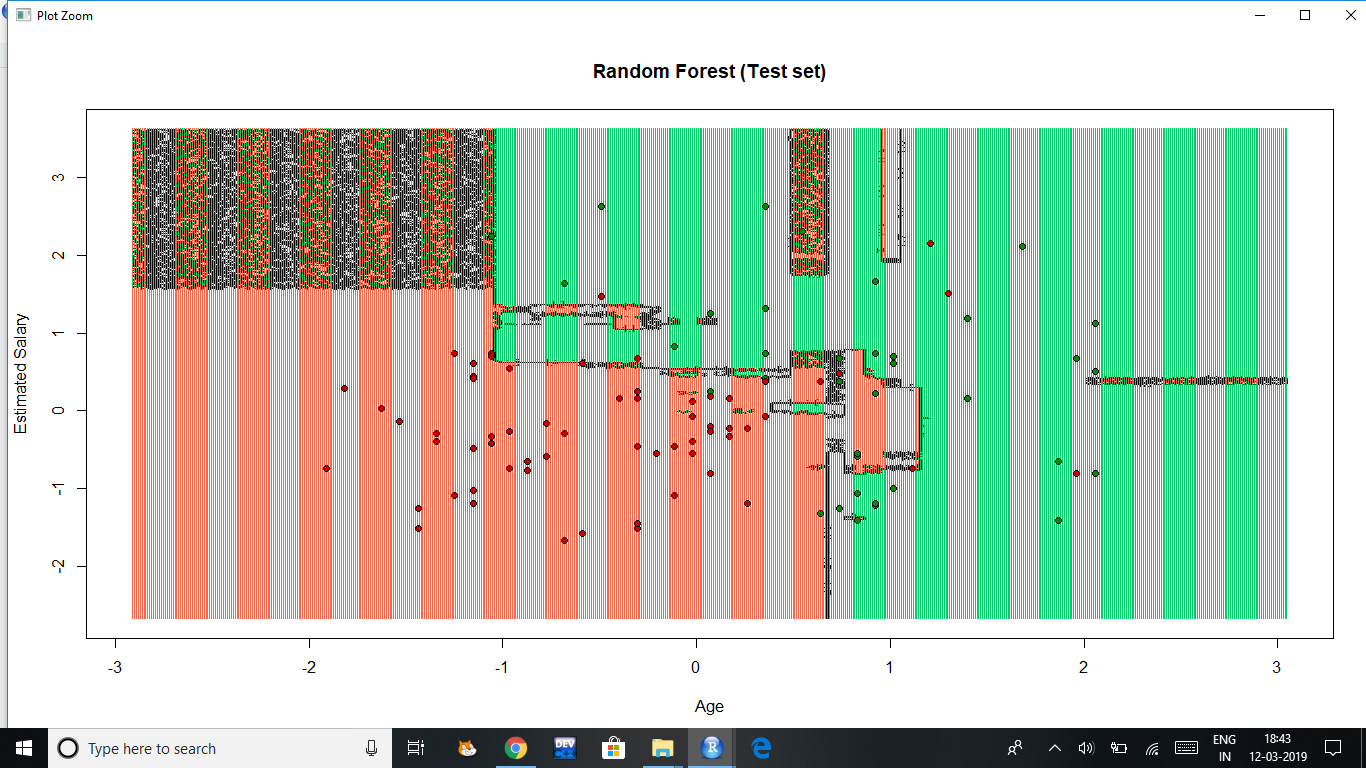 Plot Zoom
Random Forest (Test set)
Estimated Salary
3
2
1
0
-1
-2
-3
-2
-1
0
1
2
3
Age
Type here to search
DEV
R
ENG
IN
18:43
12-03-2019